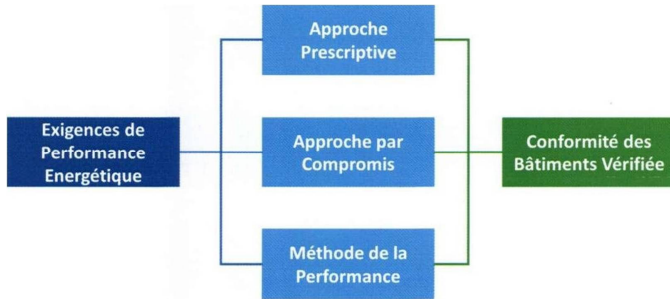 Approche
Prescriptive
Exigences de
Performance
Energétique
Approche par
Compromis
Conformité des
Bâtiments Vérifiée
Méthode de la
Performance